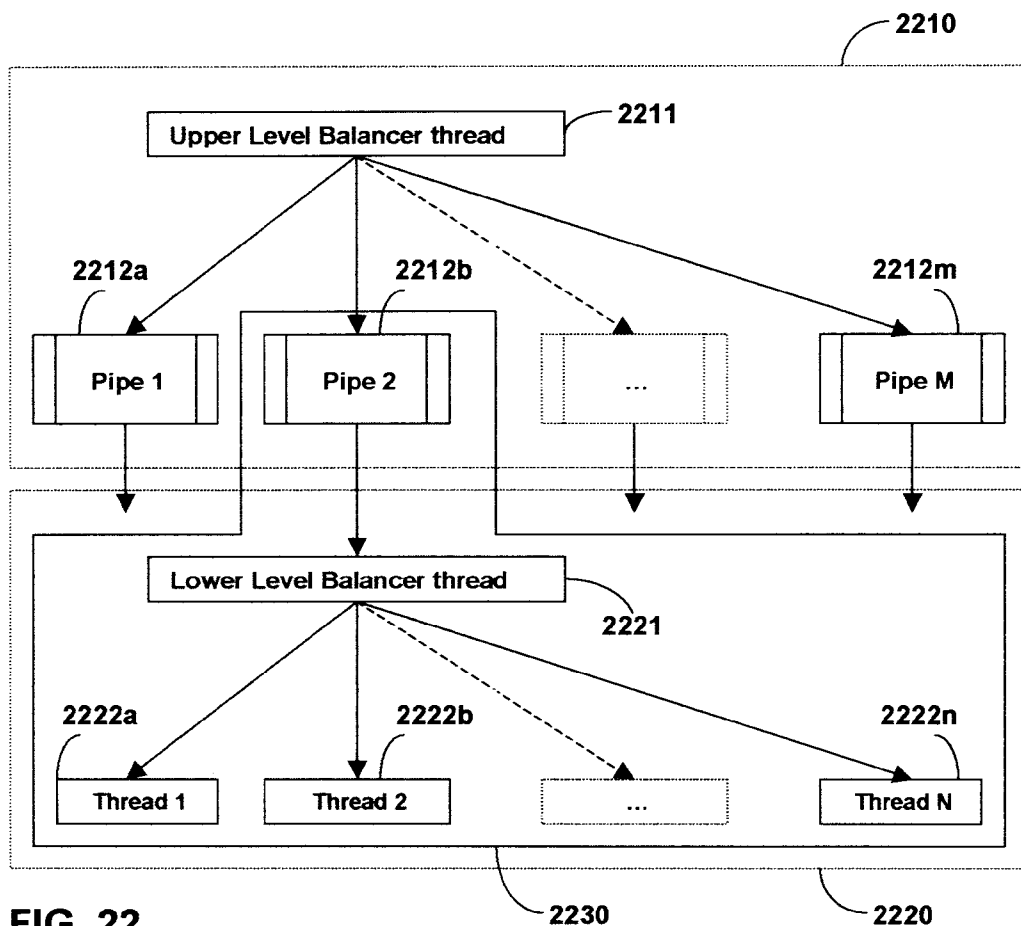 2210
2211
Upper Level Balancer thread
2212a
2212b
2212m
Pipe 1
Pipe 2
...
Pipe M
Lower Level Balancer thread
2221
2222a
2222b
2222n
Thread 1
Thread 2
...
Thread N
FIG. 22
2230
2220